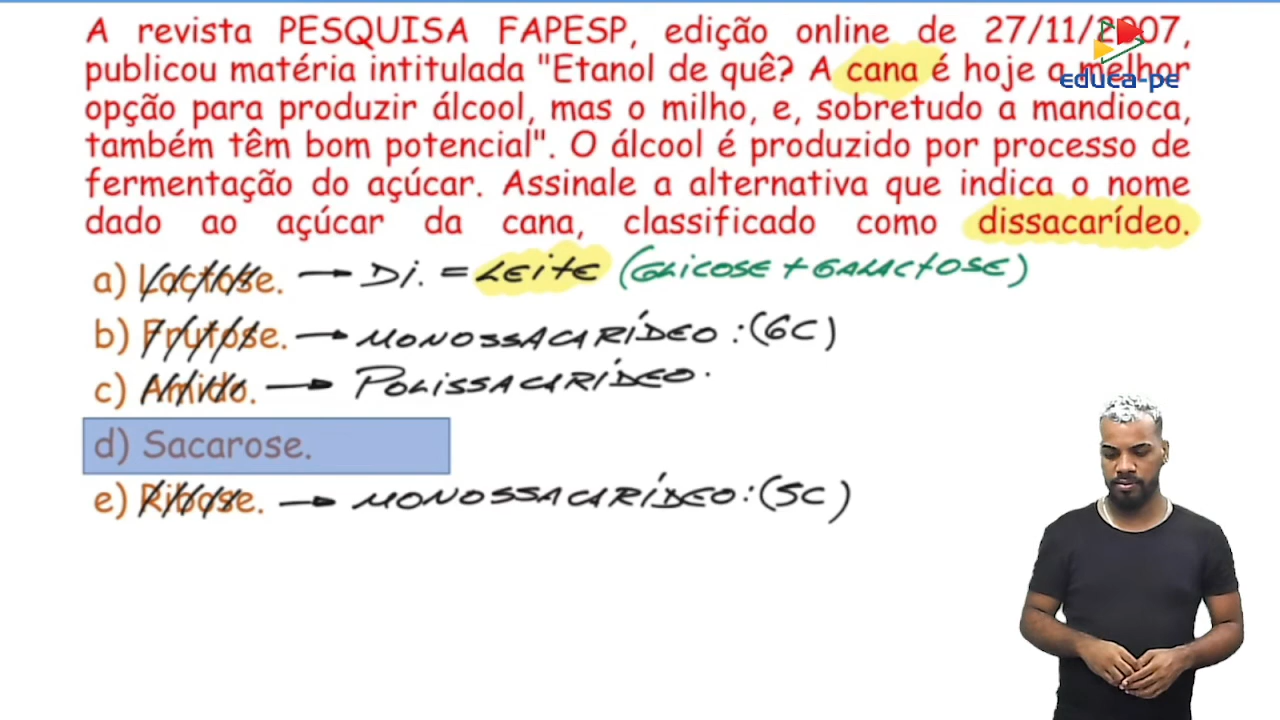 A revista PESQUISA FAPESP, edição online de 27/11/2007,
publicou matéria intitulada "Etanol de quê? A cana é hoje a melhor
opção para produzir álcool, mas o milho, e, sobretudo a mandioca,
também têm bom potencial". O álcool é produzido por processo de
fermentação do açúcar. Assinale a alternativa que indica o nome
dado ao açúcar da cana, classificado como dissacarídeo.
a) Lactose. → Di. = LEITE (GLICOSE + GALACTOSE)
b) Frutose. → MONOSSACARÍDEO: (6C)
c) Amido. → POLISSACARÍDEO.
d) Sacarose.
e) Ribose. → MONOSSACARÍDEO: (5C)
educa-pe